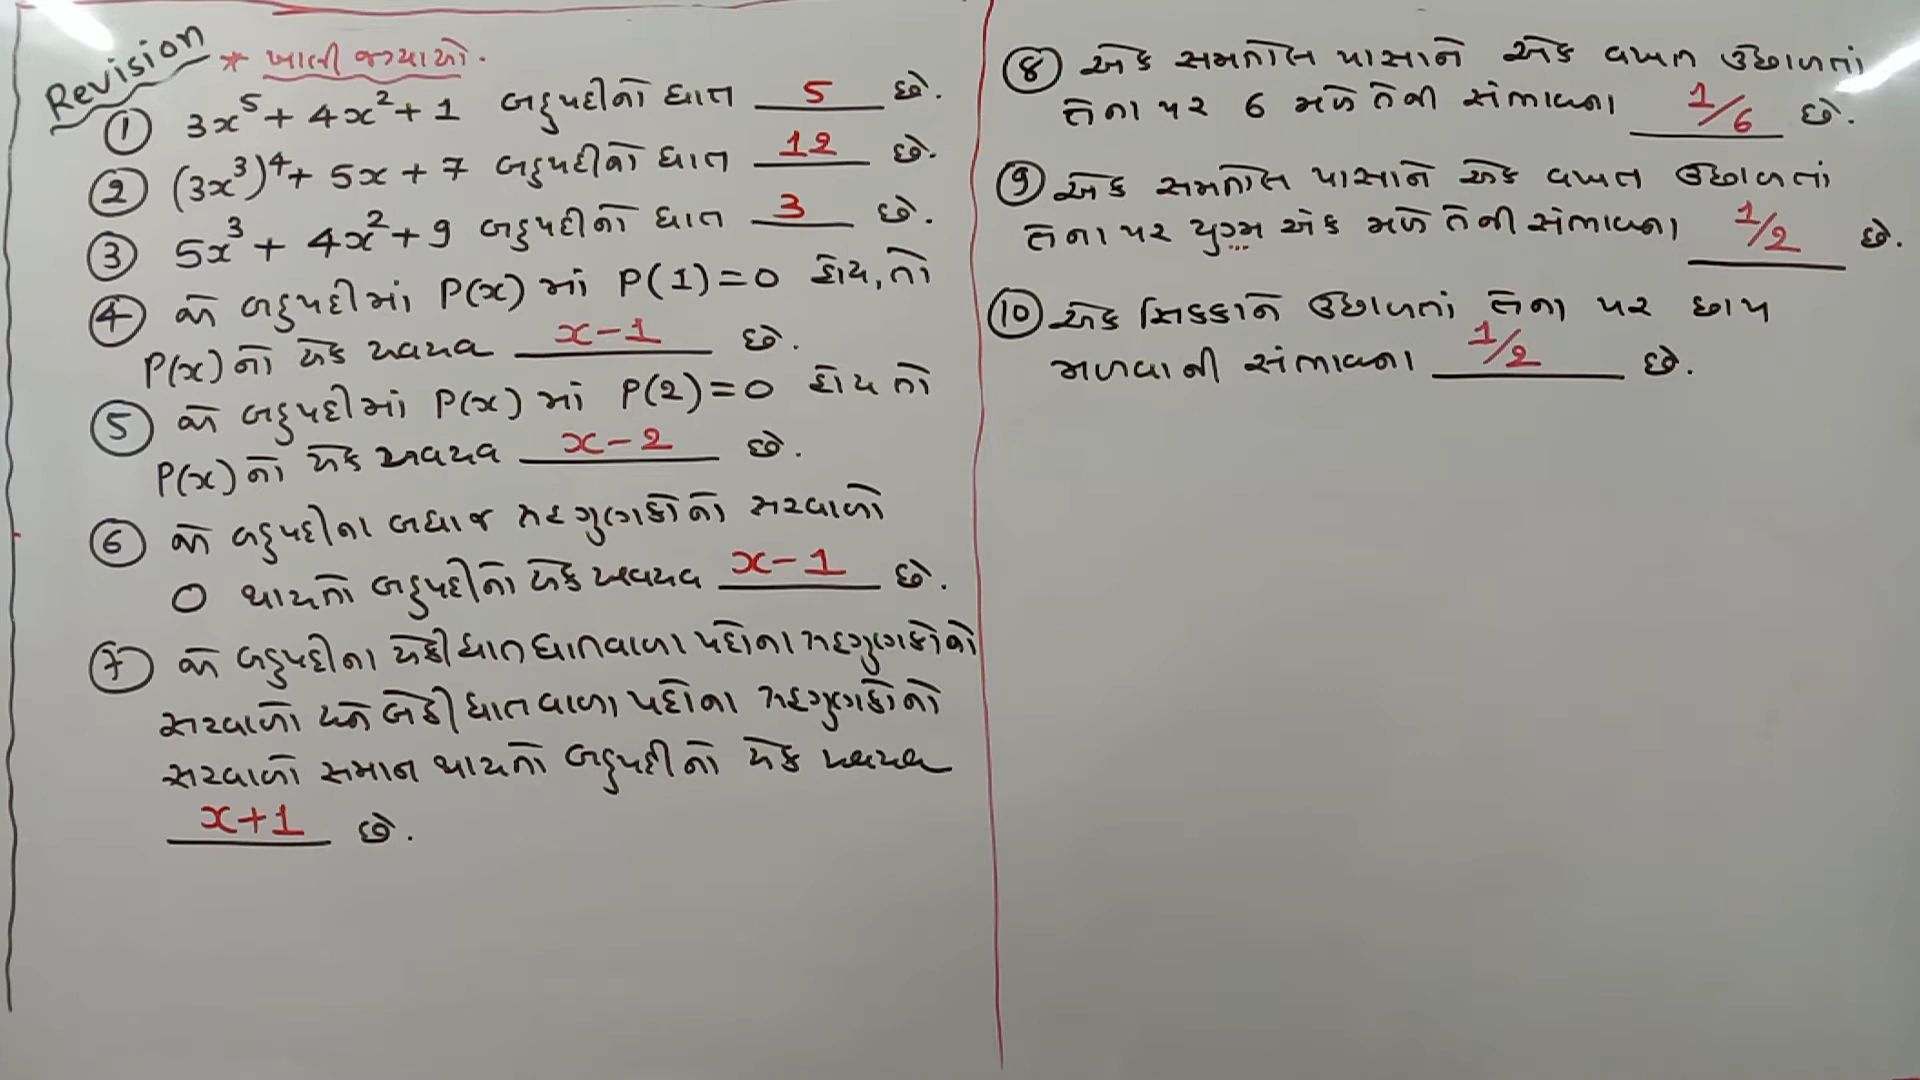 Revision
* ખાલી જગ્યાઓ.
① 3x⁵ + 4x² + 1 બહુપદીનો ઘાત 5 છે.
② (3x³)⁴ + 5x + 7 બહુપદીનો ઘાત 12 છે.
③ 5x³ + 4x² + 9 બહુપદીનો ઘાત 3 છે.
④ જો બહુપદીમાં P(x) માં P(1)=0 હોય, તો
P(x) નો એક અવયવ x-1 છે.
⑤ જો બહુપદીમાં P(x) માં P(2)=0 હોય તો
P(x) નો એક અવયવ x-2 છે.
⑥ જો બહુપદીના બધા જ સહગુણકોનો સરવાળો
0 થાયતો બહુપદીનો એક અવયવ x-1 છે.
⑦ જો બહુપદીના એકી ઘાત ઘાતવાળા પદોના સહગુણકોનો
સરવાળો અને બેકી ઘાતવાળા પદોના સહગુણકોનો
સરવાળો સમાન થાયતો બહુપદીનો એક અવયવ
x+1 છે.
⑧ એક સમતોલ પાસાને એક વખત ઉછાળતાં
તેના પર 6 મળે તેની સંભાવના 1/6 છે.
⑨ એક સમતોલ પાસાને એક વખત ઉછાળતાં
તેના પર યુગ્મ અંક મળે તેની સંભાવના 1/2 છે.
⑩ એક સિક્કાને ઉછાળતાં તેના પર છાપ
મળવાની સંભાવના 1/2 છે.